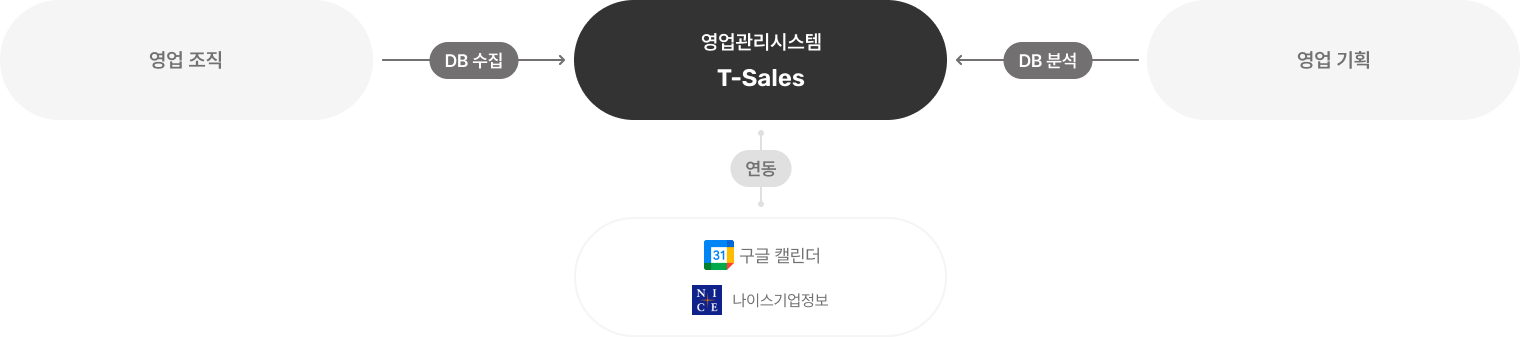 영업 조직
DB 수집
영업관리시스템
T-Sales
DB 분석
영업 기획
연동
31 구글 캘린더
NICE 나이스기업정보